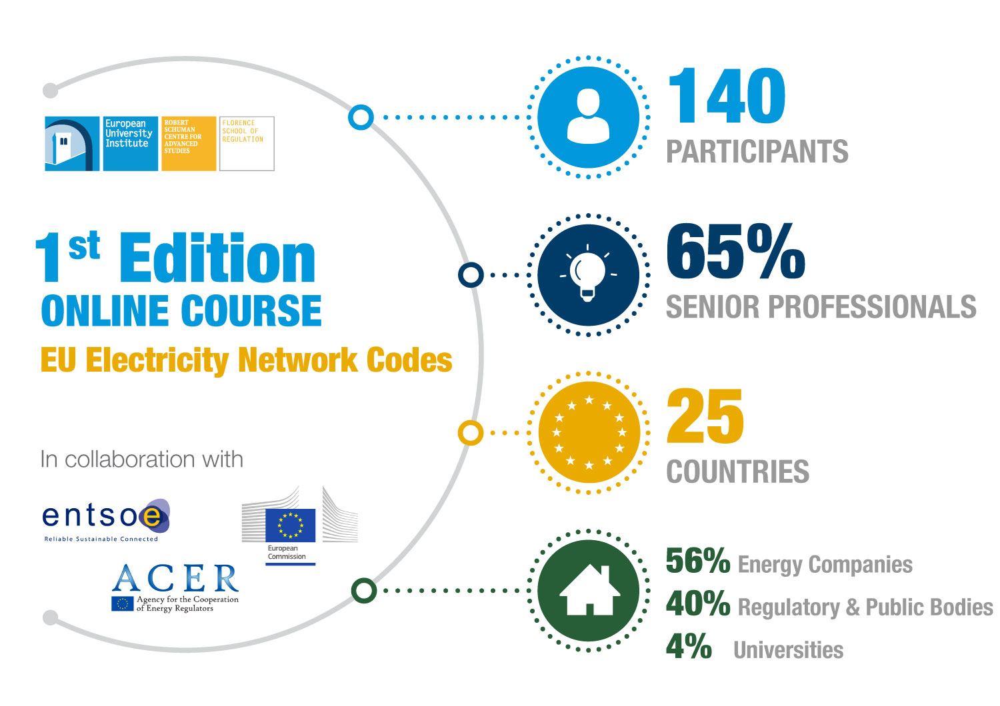 European
University
Institute
ROBERT
SCHUMAN
CENTRE FOR
ADVANCED
STUDIES
FLORENCE
SCHOOL OF
REGULATION
1st Edition
ONLINE COURSE
EU Electricity Network Codes
In collaboration with
entsoe
Reliable Sustainable Connected
European
Commission
ACER
Agency for the Cooperation
of Energy Regulators
140
PARTICIPANTS
65%
SENIOR PROFESSIONALS
25
COUNTRIES
56% Energy Companies
40% Regulatory & Public Bodies
4% Universities